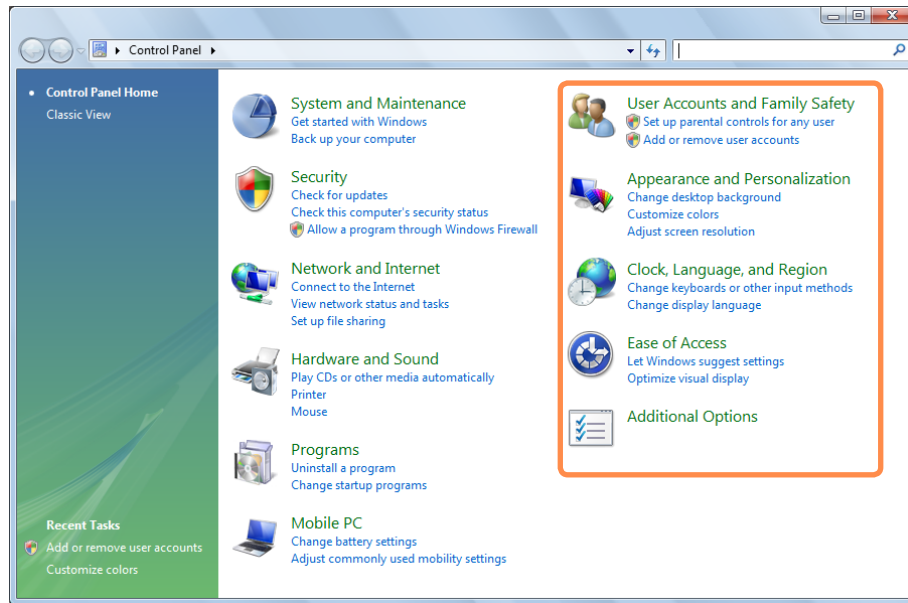 Control Panel
Control Panel Home
Classic View
System and Maintenance
Get started with Windows
Back up your computer
Security
Check for updates
Check this computer's security status
Allow a program through Windows Firewall
Network and Internet
Connect to the Internet
View network status and tasks
Set up file sharing
Hardware and Sound
Play CDs or other media automatically
Printer
Mouse
Programs
Uninstall a program
Change startup programs
Mobile PC
Change battery settings
Adjust commonly used mobility settings
User Accounts and Family Safety
Set up parental controls for any user
Add or remove user accounts
Appearance and Personalization
Change desktop background
Customize colors
Adjust screen resolution
Clock, Language, and Region
Change keyboards or other input methods
Change display language
Ease of Access
Let Windows suggest settings
Optimize visual display
Additional Options
Recent Tasks
Add or remove user accounts
Customize colors